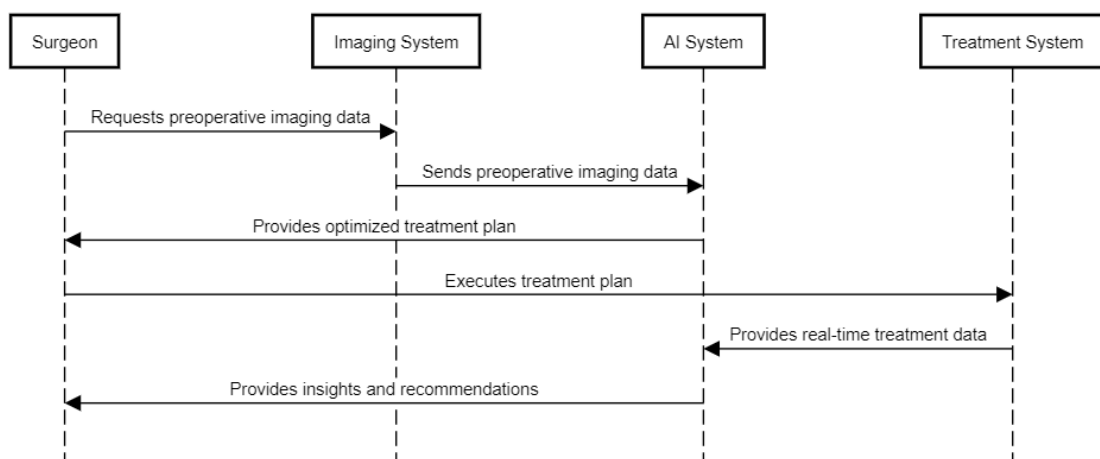 Surgeon
Imaging System
AI System
Treatment System
Requests preoperative imaging data
Sends preoperative imaging data
Provides optimized treatment plan
Executes treatment plan
Provides real-time treatment data
Provides insights and recommendations